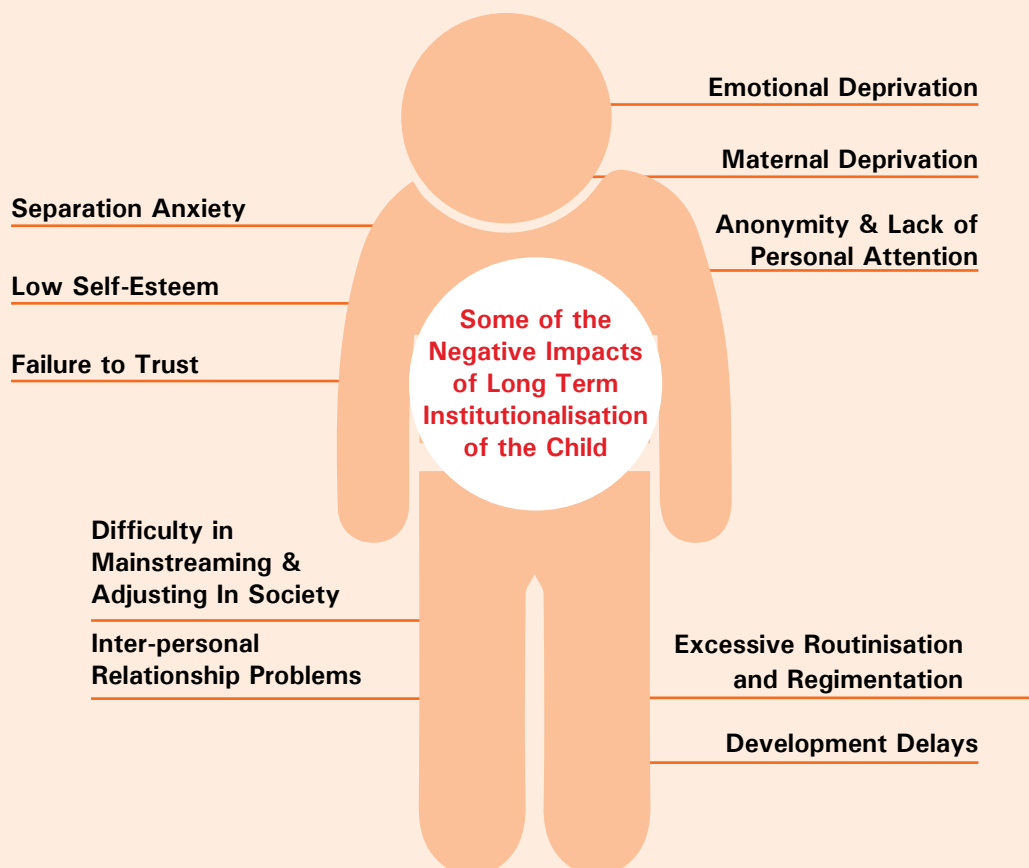 Some of the
Negative Impacts
of Long Term
Institutionalisation
of the Child
Separation Anxiety
Low Self-Esteem
Failure to Trust
Difficulty in
Mainstreaming &
Adjusting In Society
Inter-personal
Relationship Problems
Emotional Deprivation
Maternal Deprivation
Anonymity & Lack of
Personal Attention
Excessive Routinisation
and Regimentation
Development Delays